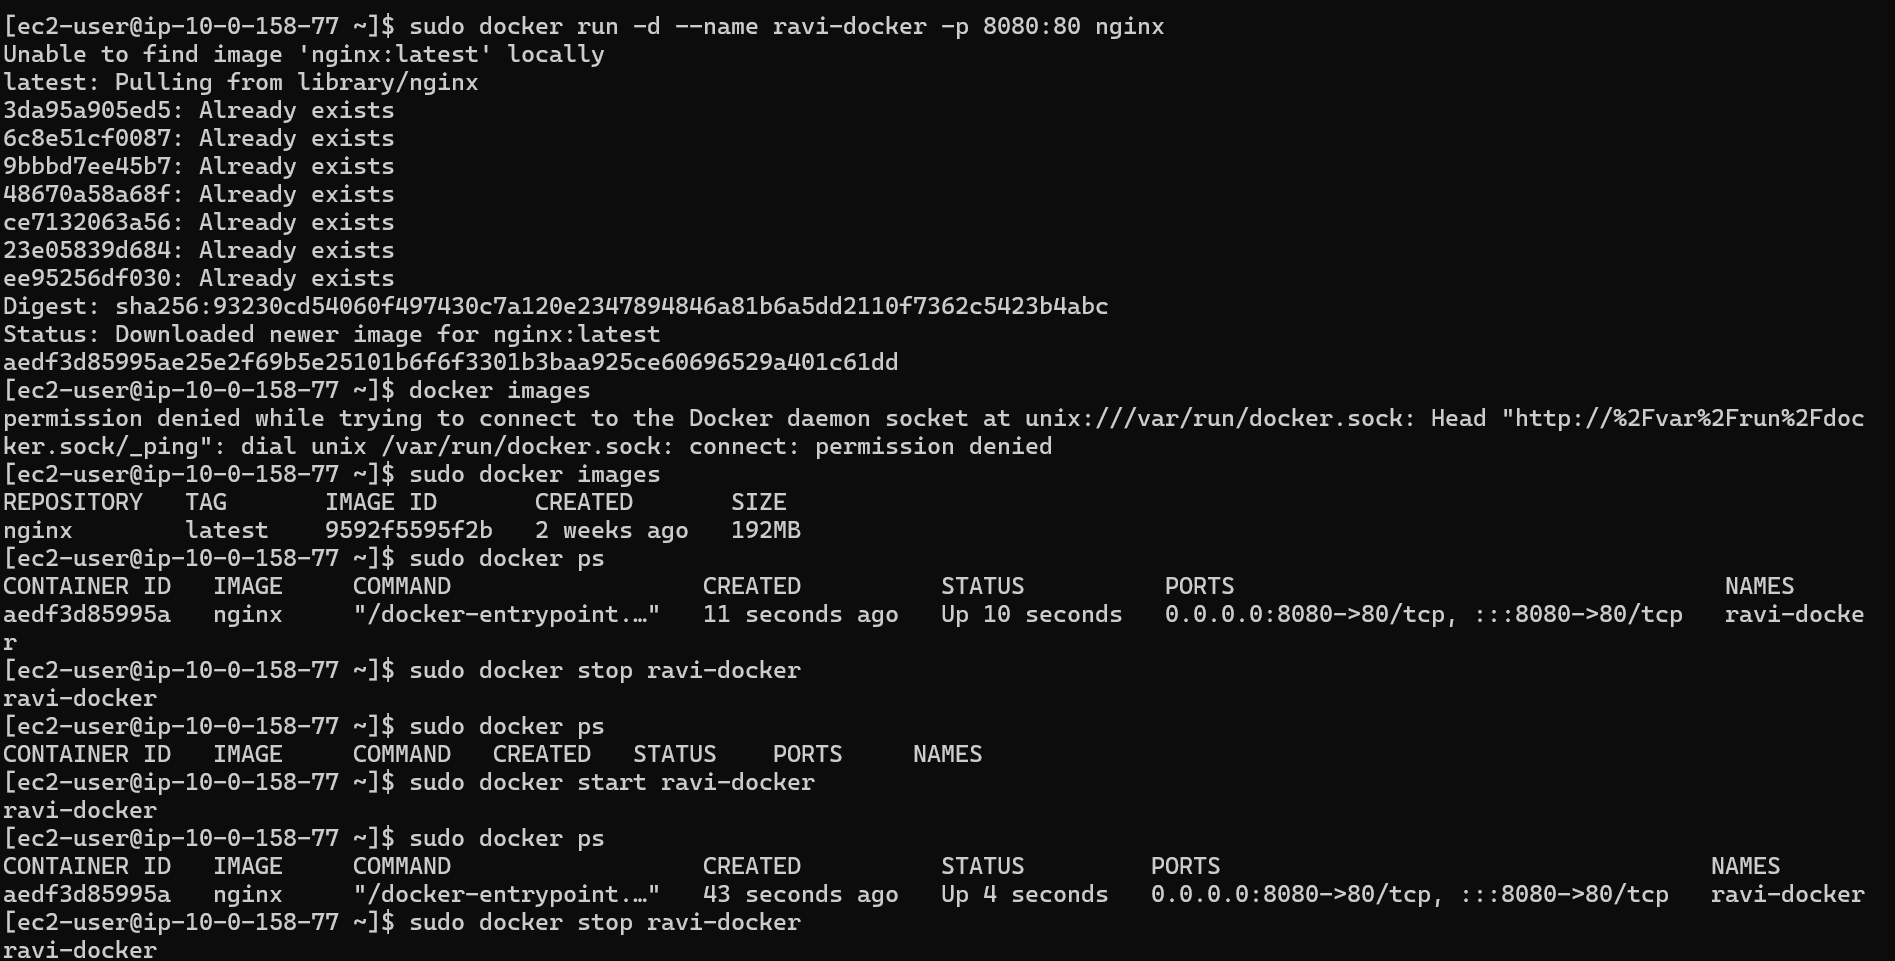 [ec2-user@ip-10-0-158-77 ~]$ sudo docker run -d --name ravi-docker -p 8080:80 nginx
Unable to find image 'nginx:latest' locally
latest: Pulling from library/nginx
3da95a905ed5: Already exists
6c8e51cf0087: Already exists
9bbbd7ee45b7: Already exists
48670a58a68f: Already exists
ce7132063a56: Already exists
23e05839d684: Already exists
ee95256df030: Already exists
Digest: sha256:93230cd54060f497430c7a120e2347894846a81b6a5dd2110f7362c5423b4abc
Status: Downloaded newer image for nginx:latest
aedf3d85995ae25e2f69b5e25101b6f6f3301b3baa925ce60696529a401c61dd
[ec2-user@ip-10-0-158-77 ~]$ docker images
permission denied while trying to connect to the Docker daemon socket at unix:///var/run/docker.sock: Head "http://%2Fvar%2Frun%2Fdoc
ker.sock/_ping": dial unix /var/run/docker.sock: connect: permission denied
[ec2-user@ip-10-0-158-77 ~]$ sudo docker images
REPOSITORY   TAG       IMAGE ID       CREATED       SIZE
nginx        latest    9592f5595f2b   2 weeks ago   192MB
[ec2-user@ip-10-0-158-77 ~]$ sudo docker ps
CONTAINER ID   IMAGE     COMMAND                  CREATED          STATUS          PORTS                                   NAMES
aedf3d85995a   nginx     "/docker-entrypoint.…"   11 seconds ago   Up 10 seconds   0.0.0.0:8080->80/tcp, :::8080->80/tcp   ravi-docke
r
[ec2-user@ip-10-0-158-77 ~]$ sudo docker stop ravi-docker
ravi-docker
[ec2-user@ip-10-0-158-77 ~]$ sudo docker ps
CONTAINER ID   IMAGE     COMMAND   CREATED   STATUS    PORTS     NAMES
[ec2-user@ip-10-0-158-77 ~]$ sudo docker start ravi-docker
ravi-docker
[ec2-user@ip-10-0-158-77 ~]$ sudo docker ps
CONTAINER ID   IMAGE     COMMAND                  CREATED          STATUS         PORTS                                   NAMES
aedf3d85995a   nginx     "/docker-entrypoint.…"   43 seconds ago   Up 4 seconds   0.0.0.0:8080->80/tcp, :::8080->80/tcp   ravi-docker
[ec2-user@ip-10-0-158-77 ~]$ sudo docker stop ravi-docker
ravi-docker